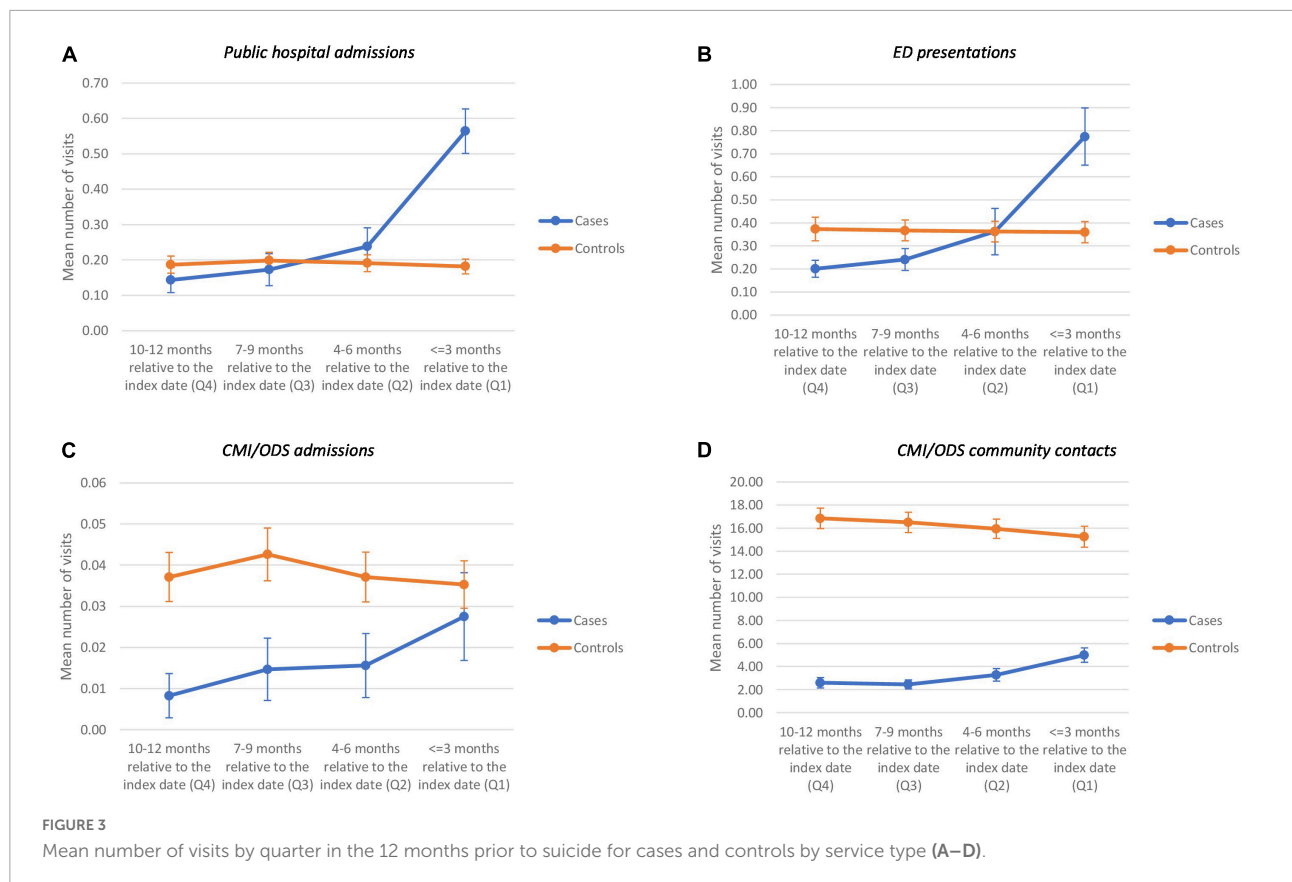 A
Public hospital admissions
0.70
0.60
0.50
0.40
0.30
0.20
0.10
0.00
Mean number of visits
10-12 months
relative to the
index date (Q4)
7-9 months
relative to the
index date (Q3)
4-6 months
relative to the
index date (Q2)
<=3 months
relative to the
index date (Q1)
Cases
Controls
B
ED presentations
1.00
0.90
0.80
0.70
0.60
0.50
0.40
0.30
0.20
0.10
0.00
Mean number of visits
10-12 months
relative to the
index date
(Q4)
7-9 months
relative to the
index date
(Q3)
4-6 months
relative to the
index date
(Q2)
<=3 months
relative to the
index date
(Q1)
Cases
Controls
C
CMI/ODS admissions
0.06
0.05
0.04
0.03
0.02
0.01
0.00
Mean number of visits
10-12 months
relative to the
index date (Q4)
7-9 months
relative to the
index date (Q3)
4-6 months
relative to the
index date (Q2)
<=3 months
relative to the
index date (Q1)
Cases
Controls
D
CMI/ODS community contacts
20.00
18.00
16.00
14.00
12.00
10.00
8.00
6.00
4.00
2.00
0.00
Mean number of visits
10-12 months
relative to the
index date
(Q4)
7-9 months
relative to the
index date
(Q3)
4-6 months
relative to the
index date
(Q2)
<=3 months
relative to the
index date
(Q1)
Cases
Controls
FIGURE 3
Mean number of visits by quarter in the 12 months prior to suicide for cases and controls by service type (A–D).